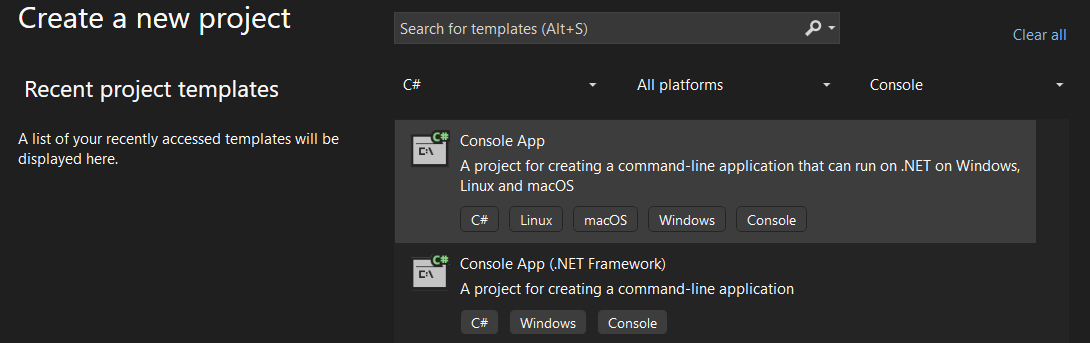 Create a new project
Search for templates (Alt+S)
Clear all
Recent project templates
C#
All platforms
Console
A list of your recently accessed templates will be
displayed here.
C#
C:\
Console App
A project for creating a command-line application that can run on .NET on Windows,
Linux and macOS
C#
Linux
macOS
Windows
Console
C#
C:\
Console App (.NET Framework)
A project for creating a command-line application
C#
Windows
Console